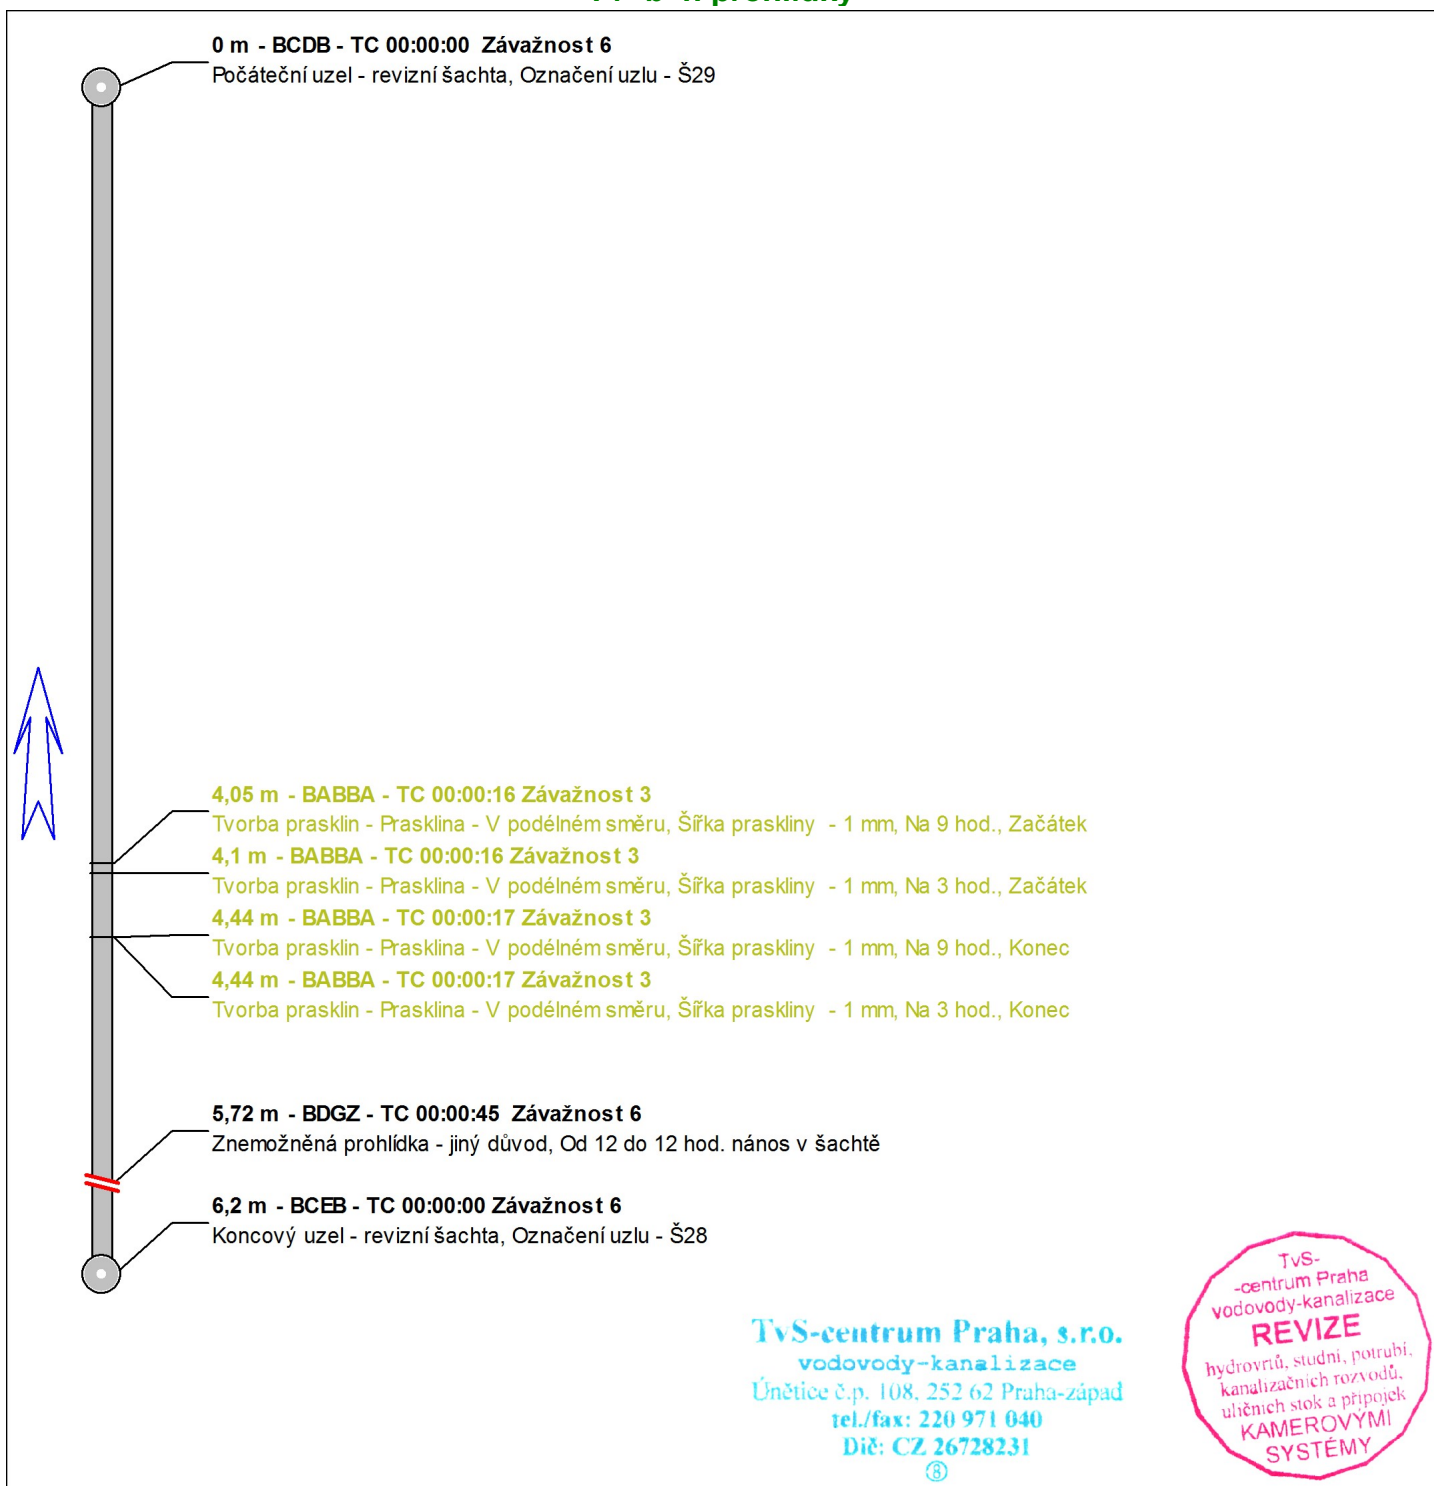 0 m - BCDB - TC 00:00:00 Závažnost 6
Počáteční uzel - revizní šachta, Označení uzlu - Š29
4,05 m - BABBA - TC 00:00:16 Závažnost 3
Tvorba prasklin - Prasklina - V podélném směru, Šířka praskliny - 1 mm, Na 9 hod., Začátek
4,1 m - BABBA - TC 00:00:16 Závažnost 3
Tvorba prasklin - Prasklina - V podélném směru, Šířka praskliny - 1 mm, Na 3 hod., Začátek
4,44 m - BABBA - TC 00:00:17 Závažnost 3
Tvorba prasklin - Prasklina - V podélném směru, Šířka praskliny - 1 mm, Na 9 hod., Konec
4,44 m - BABBA - TC 00:00:17 Závažnost 3
Tvorba prasklin - Prasklina - V podélném směru, Šířka praskliny - 1 mm, Na 3 hod., Konec
5,72 m - BDGZ - TC 00:00:45 Závažnost 6
Znemožněná prohlídka - jiný důvod, Od 12 do 12 hod. nános v šachtě
6,2 m - BCEB - TC 00:00:00 Závažnost 6
Koncový uzel - revizní šachta, Označení uzlu - Š28
TvS-centrum Praha, s.r.o.
vodovody-kanalizace
Únětice č.p. 108, 252 62 Praha-západ
tel./fax: 220 971 040
Dič: CZ 26728231
⑧
TvS-
-centrum Praha
vodovody-kanalizace
REVIZE
hydrovrtů, studní, potrubí,
kanalizačních rozvodů,
uličních stok a přípojek
KAMEROVÝMI
SYSTÉMY